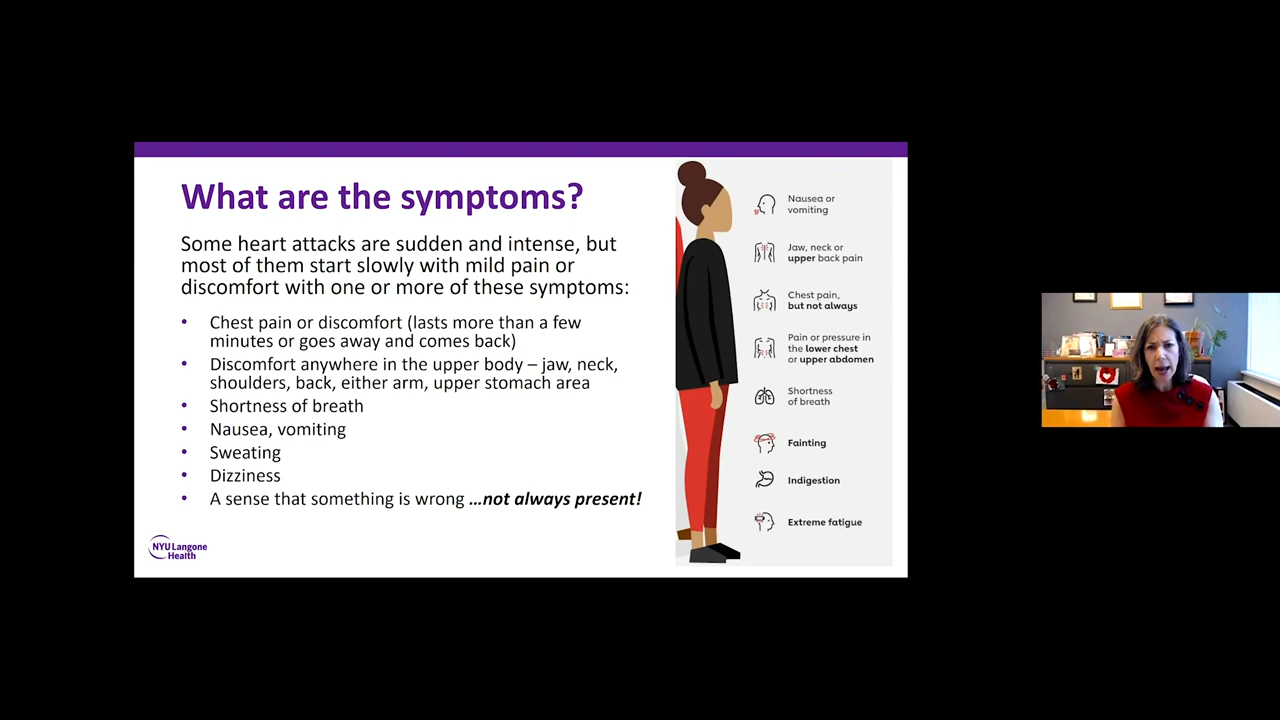 What are the symptoms?
Some heart attacks are sudden and intense, but
most of them start slowly with mild pain or
discomfort with one or more of these symptoms:
• Chest pain or discomfort (lasts more than a few
minutes or goes away and comes back)
• Discomfort anywhere in the upper body – jaw, neck,
shoulders, back, either arm, upper stomach area
• Shortness of breath
• Nausea, vomiting
• Sweating
• Dizziness
• A sense that something is wrong ...not always present!
NYU Langone
Health
Nausea or
vomiting
Jaw, neck or
upper back pain
Chest pain,
but not always
Pain or pressure in
the lower chest
or upper abdomen
Shortness
of breath
Fainting
Indigestion
Extreme fatigue